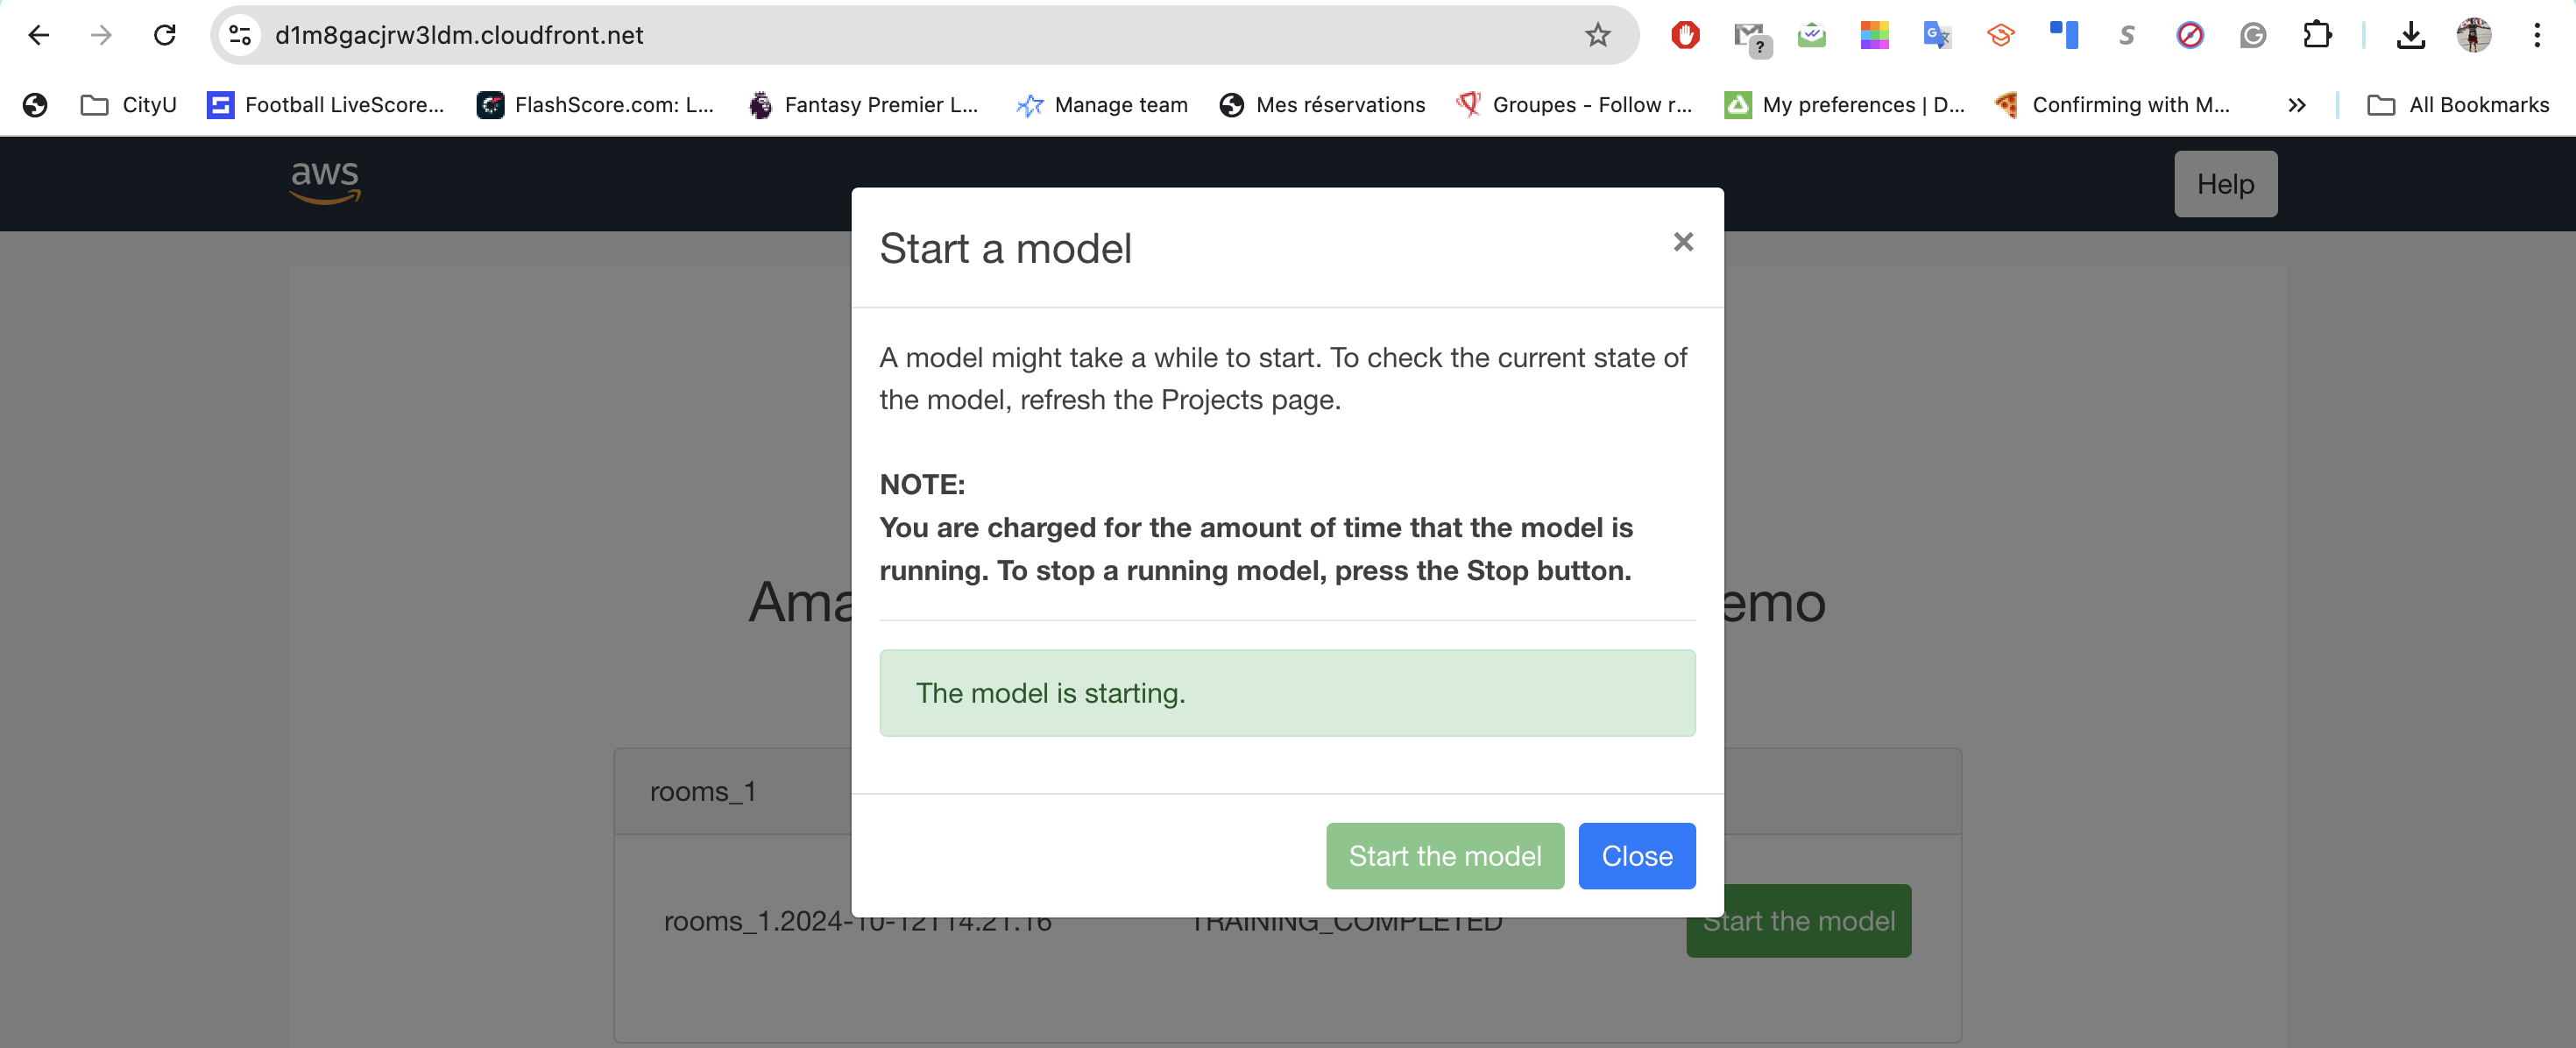 d1m8gacjrw3ldm.cloudfront.net
?
CityU
Football LiveScore...
FlashScore.com: L...
Fantasy Premier L...
Manage team
Mes réservations
Groupes - Follow r...
My preferences | D...
Confirming with M...
»
All Bookmarks
aws
Help
Start a model
×
A model might take a while to start. To check the current state of
the model, refresh the Projects page.
NOTE:
You are charged for the amount of time that the model is
running. To stop a running model, press the Stop button.
Ama
emo
The model is starting.
rooms_1
Start the model
Close
rooms_1.2024-10-12T14.21.16
TRAINING_COMPLETED
Start the model